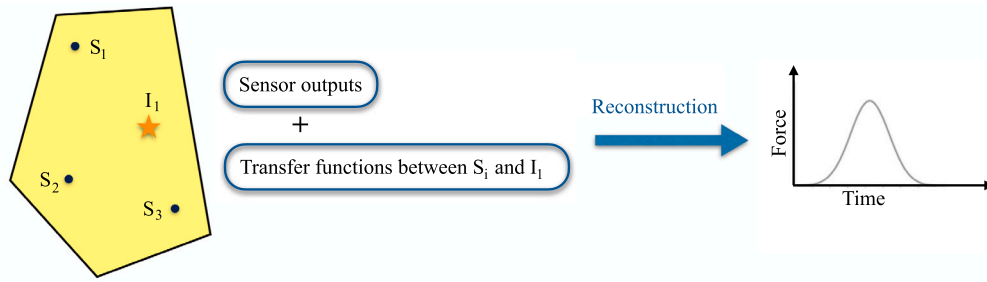 S1
I1
S2
S3
Sensor outputs
+
Transfer functions between Si and I1
Reconstruction
Force
Time